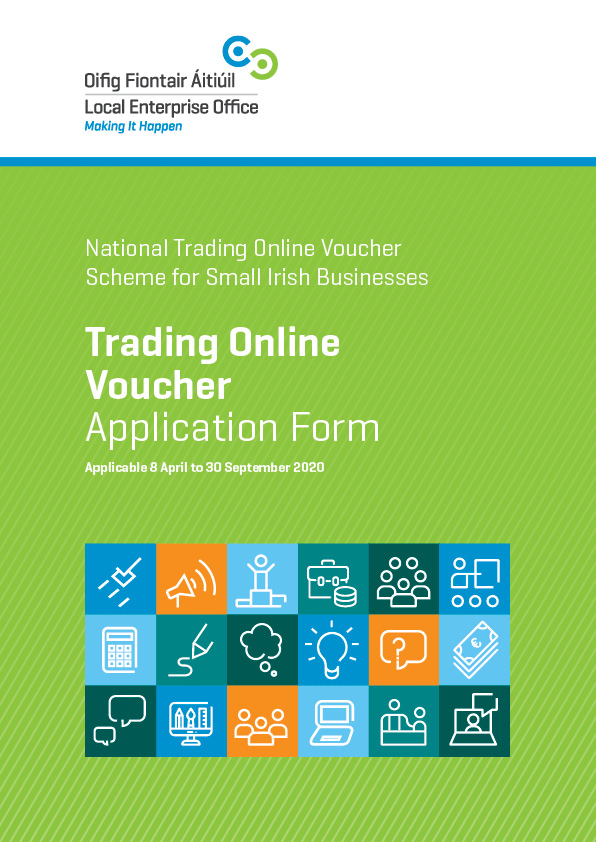 Oifig Fiontair Áitiúil
Local Enterprise Office
Making It Happen
National Trading Online Voucher
Scheme for Small Irish Businesses
Trading Online
Voucher
Application Form
Applicable 8 April to 30 September 2020
?
€